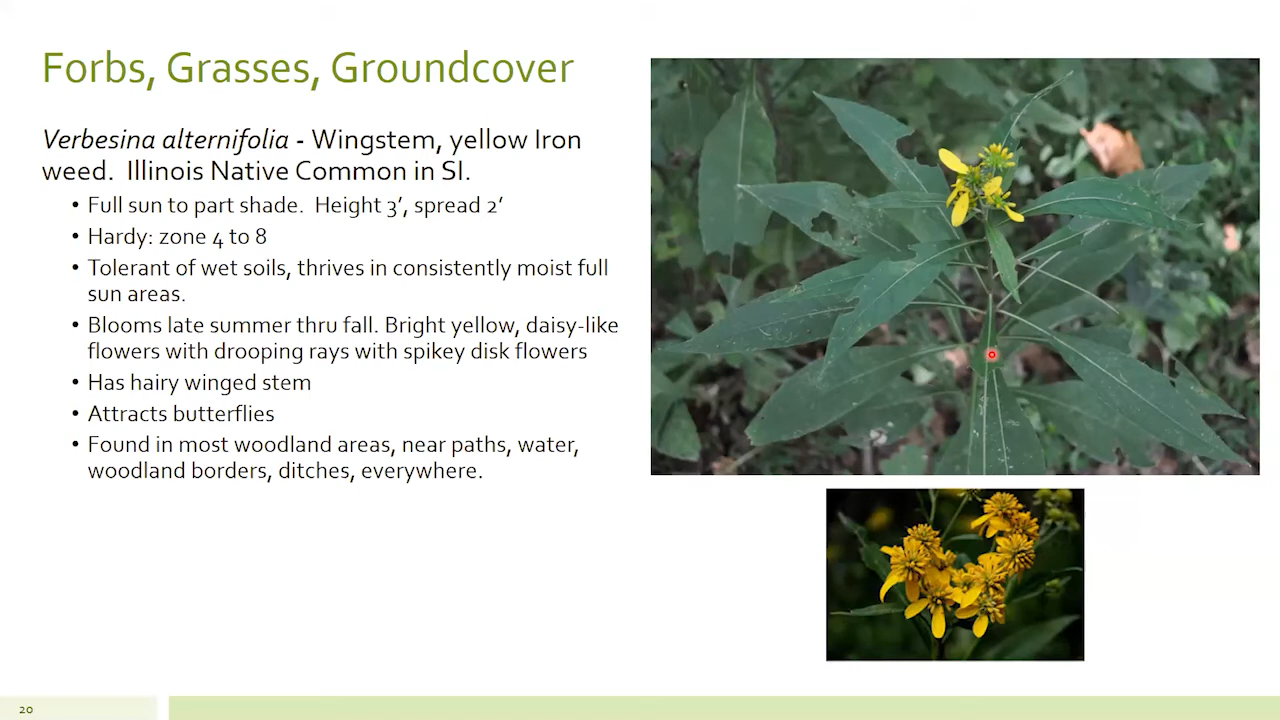 Forbs, Grasses, Groundcover
Verbesina alternifolia - Wingstem, yellow Iron
weed.  Illinois Native Common in SI.
• Full sun to part shade.  Height 3’, spread 2’
• Hardy: zone 4 to 8
• Tolerant of wet soils, thrives in consistently moist full
sun areas.
• Blooms late summer thru fall. Bright yellow, daisy-like
flowers with drooping rays with spikey disk flowers
• Has hairy winged stem
• Attracts butterflies
• Found in most woodland areas, near paths, water,
woodland borders, ditches, everywhere.
20